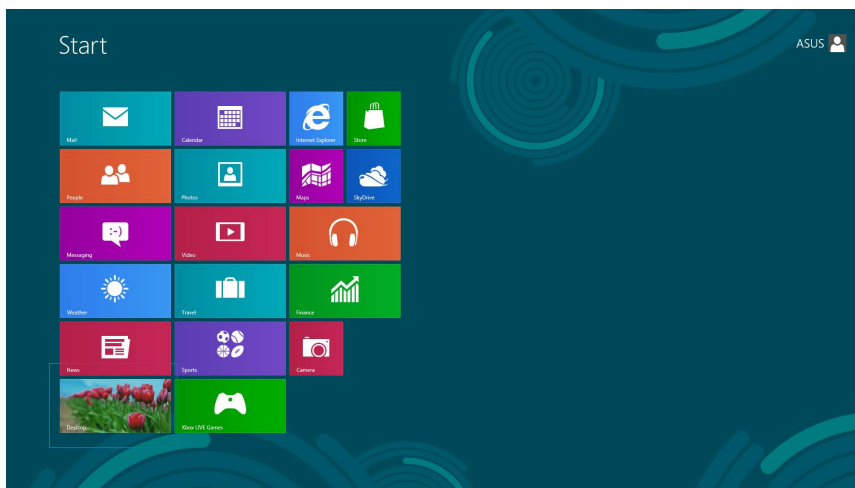 Start
ASUS
Mail
Calendar
Internet Explorer
Store
People
Photos
Maps
SkyDrive
Messaging
:-)
Video
Music
Weather
Travel
Finance
News
Sports
Camera
Desktop
Xbox LIVE Games